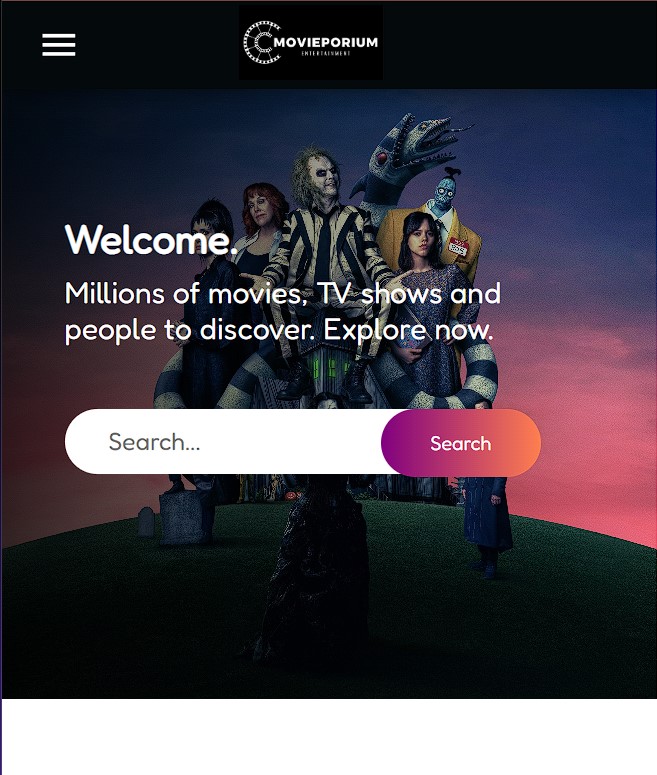 MOVIEPORIUM
ENTERTAINMENT
Welcome.
Millions of movies, TV shows and
people to discover. Explore now.
Search...
Search